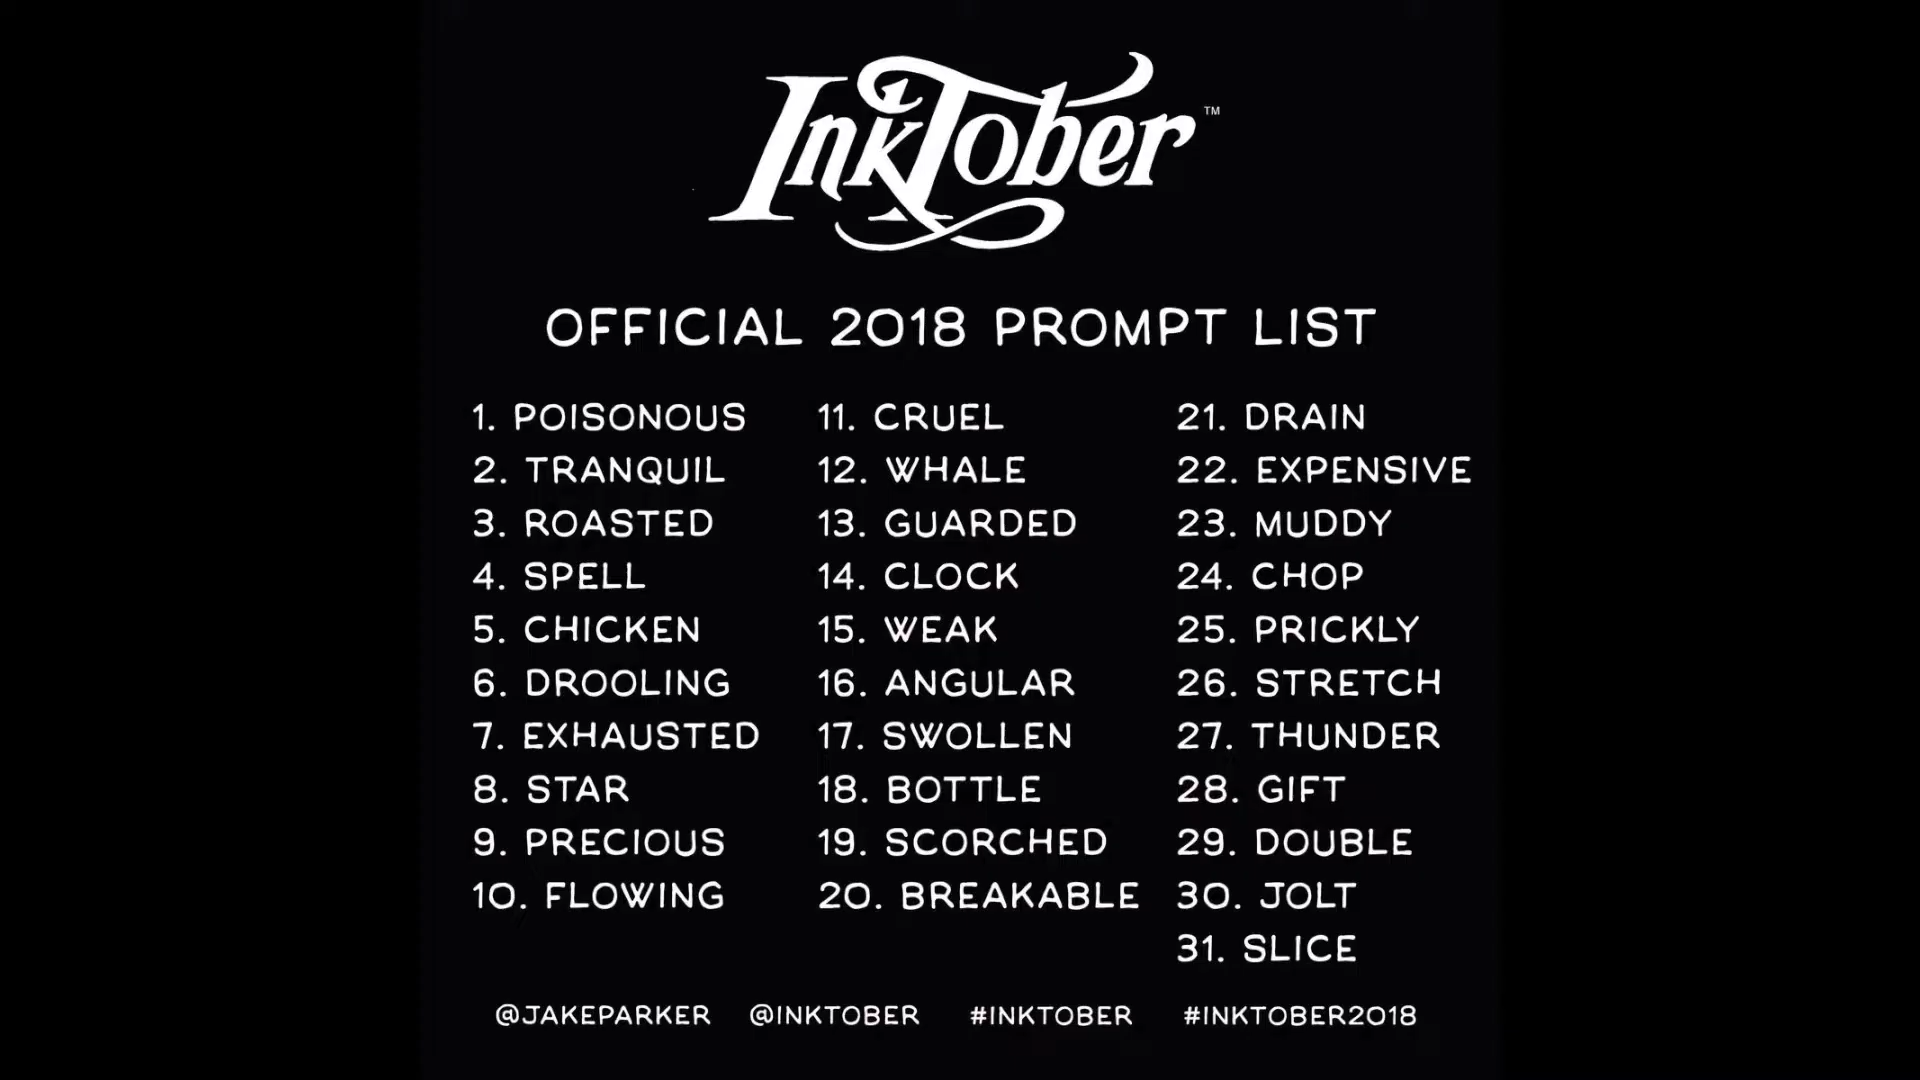 InkTober™
OFFICIAL 2018 PROMPT LIST
1. POISONOUS
2. TRANQUIL
3. ROASTED
4. SPELL
5. CHICKEN
6. DROOLING
7. EXHAUSTED
8. STAR
9. PRECIOUS
10. FLOWING
11. CRUEL
12. WHALE
13. GUARDED
14. CLOCK
15. WEAK
16. ANGULAR
17. SWOLLEN
18. BOTTLE
19. SCORCHED
20. BREAKABLE
21. DRAIN
22. EXPENSIVE
23. MUDDY
24. CHOP
25. PRICKLY
26. STRETCH
27. THUNDER
28. GIFT
29. DOUBLE
30. JOLT
31. SLICE
@JAKEPARKER @INKTOBER #INKTOBER #INKTOBER2018